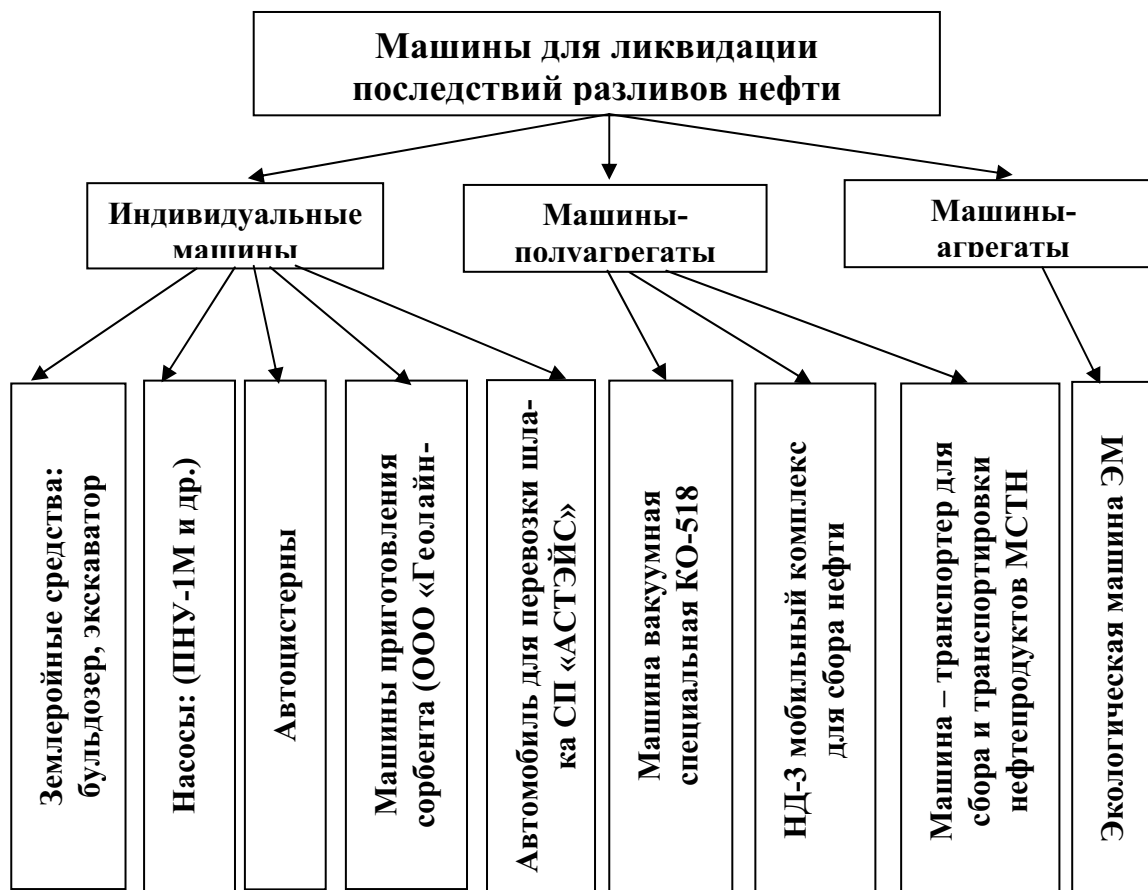 Машины для ликвидации
последствий разливов нефти
Индивидуальные
машины
Машины-
полуагрегаты
Машины-
агрегаты
Землеройные средства:
бульдозер, экскаватор
Насосы: (ПНУ-1М и др.)
Автоцистерны
Машины приготовления
сорбента (ООО «Геолайн-
Автомобиль для перевозки шла-
ка СП «АСТЭЙС»
Машина вакуумная
специальная КО-518
НД-3 мобильный комплекс
для сбора нефти
Машина – транспортер для
сбора и транспортировки
нефтепродуктов МСТН
Экологическая машина ЭМ